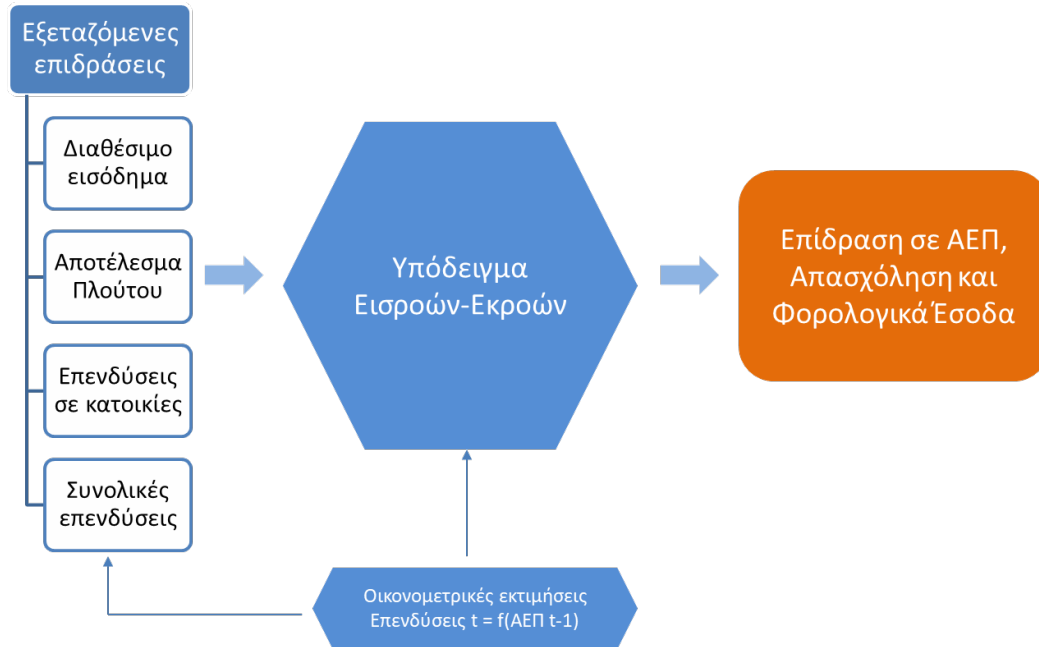 Εξεταζόμενες
επιδράσεις
Διαθέσιμο
εισόδημα
Αποτέλεσμα
Πλούτου
Επενδύσεις
σε κατοικίες
Συνολικές
επενδύσεις
Υπόδειγμα
Εισροών-Εκροών
Επίδραση σε ΑΕΠ,
Απασχόληση και
Φορολογικά Έσοδα
Οικονομετρικές εκτιμήσεις
Επενδύσεις t = f(ΑΕΠ t-1)